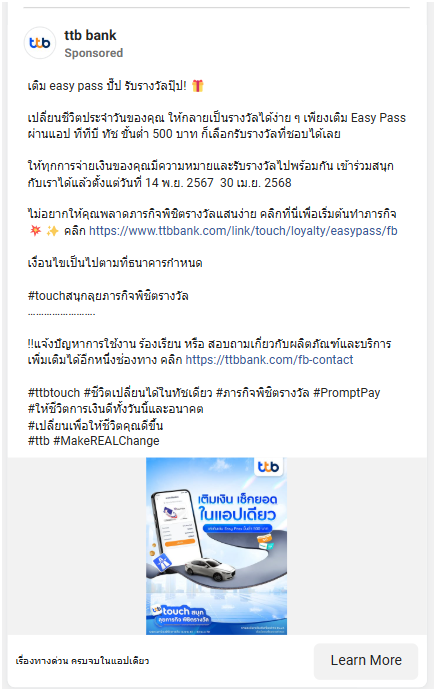 ttb
ttb bank
Sponsored
เติม easy pass ปั๊ป รับรางวัลปุ๊ป! 🎁
เปลี่ยนชีวิตประจำวันของคุณ ให้กลายเป็นรางวัลได้ง่าย ๆ เพียงเติม Easy Pass
ผ่านแอป ทีทีบี ทัช ขั้นต่ำ 500 บาท ก็เลือกรับรางวัลที่ชอบได้เลย
ให้ทุกการจ่ายเงินของคุณมีความหมายและรับรางวัลไปพร้อมกัน เข้าร่วมสนุก
กับเราได้แล้วตั้งแต่วันที่ 14 พ.ย. 2567 30 เม.ย. 2568
ไม่อยากให้คุณพลาดภารกิจพิชิตรางวัลแสนง่าย คลิกที่นี่เพื่อเริ่มต้นทำภารกิจ
💥 ✨ คลิก https://www.ttbbank.com/link/touch/loyalty/easypass/fb
เงื่อนไขเป็นไปตามที่ธนาคารกำหนด
#touchสนุกลุยภารกิจพิชิตรางวัล
........................
!!แจ้งปัญหาการใช้งาน ร้องเรียน หรือ สอบถามเกี่ยวกับผลิตภัณฑ์และบริการ
เพิ่มเติมได้อีกหนึ่งช่องทาง คลิก https://ttbbank.com/fb-contact
#ttbtouch #ชีวิตเปลี่ยนได้ในทัชเดียว #ภารกิจพิชิตรางวัล #PromptPay
#ให้ชีวิตการเงินดีทั้งวันนี้และอนาคต
#เปลี่ยนเพื่อให้ชีวิตคุณดีขึ้น
#ttb #MakeREALChange
ttb
เติมเงิน เช็กยอด
ในแอปเดียว
ttb touch สนุก
ลุยภารกิจ พิชิตรางวัล
เรื่องทางด่วน ครบจบในแอปเดียว
Learn More